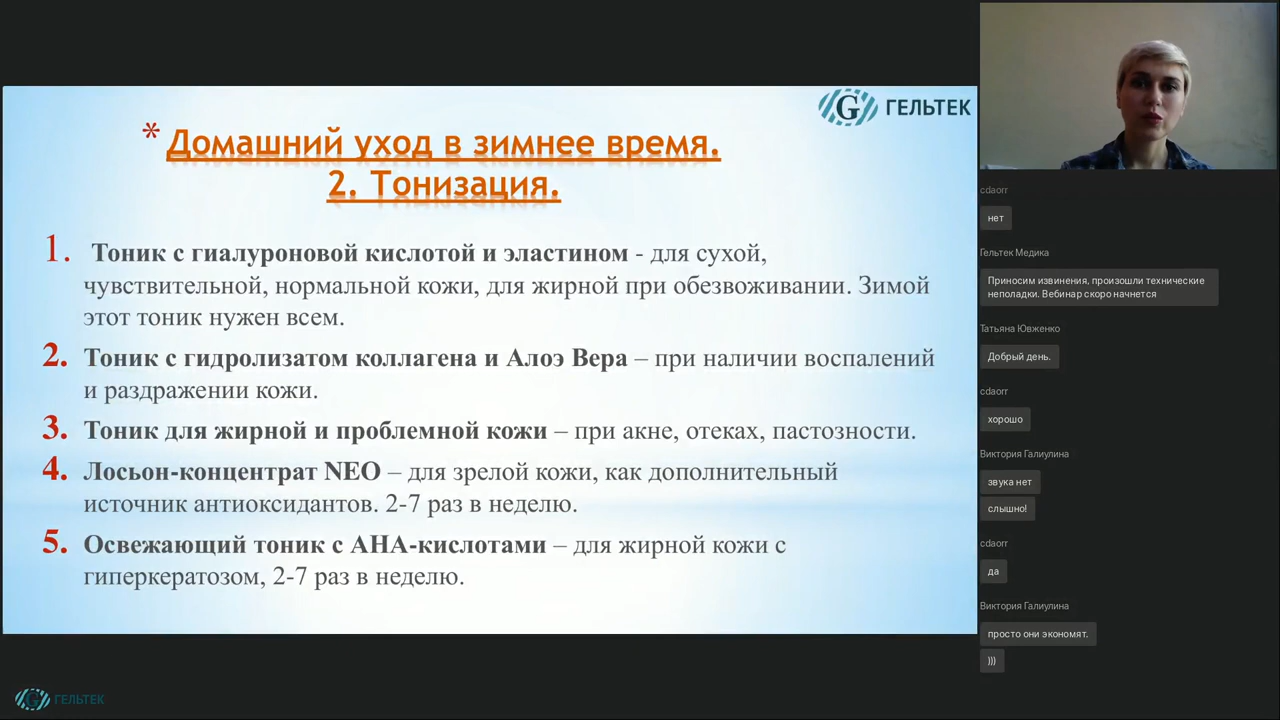 ГЕЛЬТЕК
* Домашний уход в зимнее время.
2. Тонизация.
1. Тоник с гиалуроновой кислотой и эластином - для сухой,
чувствительной, нормальной кожи, для жирной при обезвоживании. Зимой
этот тоник нужен всем.
2. Тоник с гидролизатом коллагена и Алоэ Вера – при наличии воспалений
и раздражении кожи.
3. Тоник для жирной и проблемной кожи – при акне, отеках, пастозности.
4. Лосьон-концентрат NEO – для зрелой кожи, как дополнительный
источник антиоксидантов. 2-7 раз в неделю.
5. Освежающий тоник с АНА-кислотами – для жирной кожи с
гиперкератозом, 2-7 раз в неделю.
ГЕЛЬТЕК
cdaorr
нет
Гельтек Медика
Приносим извинения, произошли технические
неполадки. Вебинар скоро начнется
Татьяна Ювженко
Добрый день.
cdaorr
хорошо
Виктория Галиулина
звука нет
слышно!
cdaorr
да
Виктория Галиулина
просто они экономят.
)))